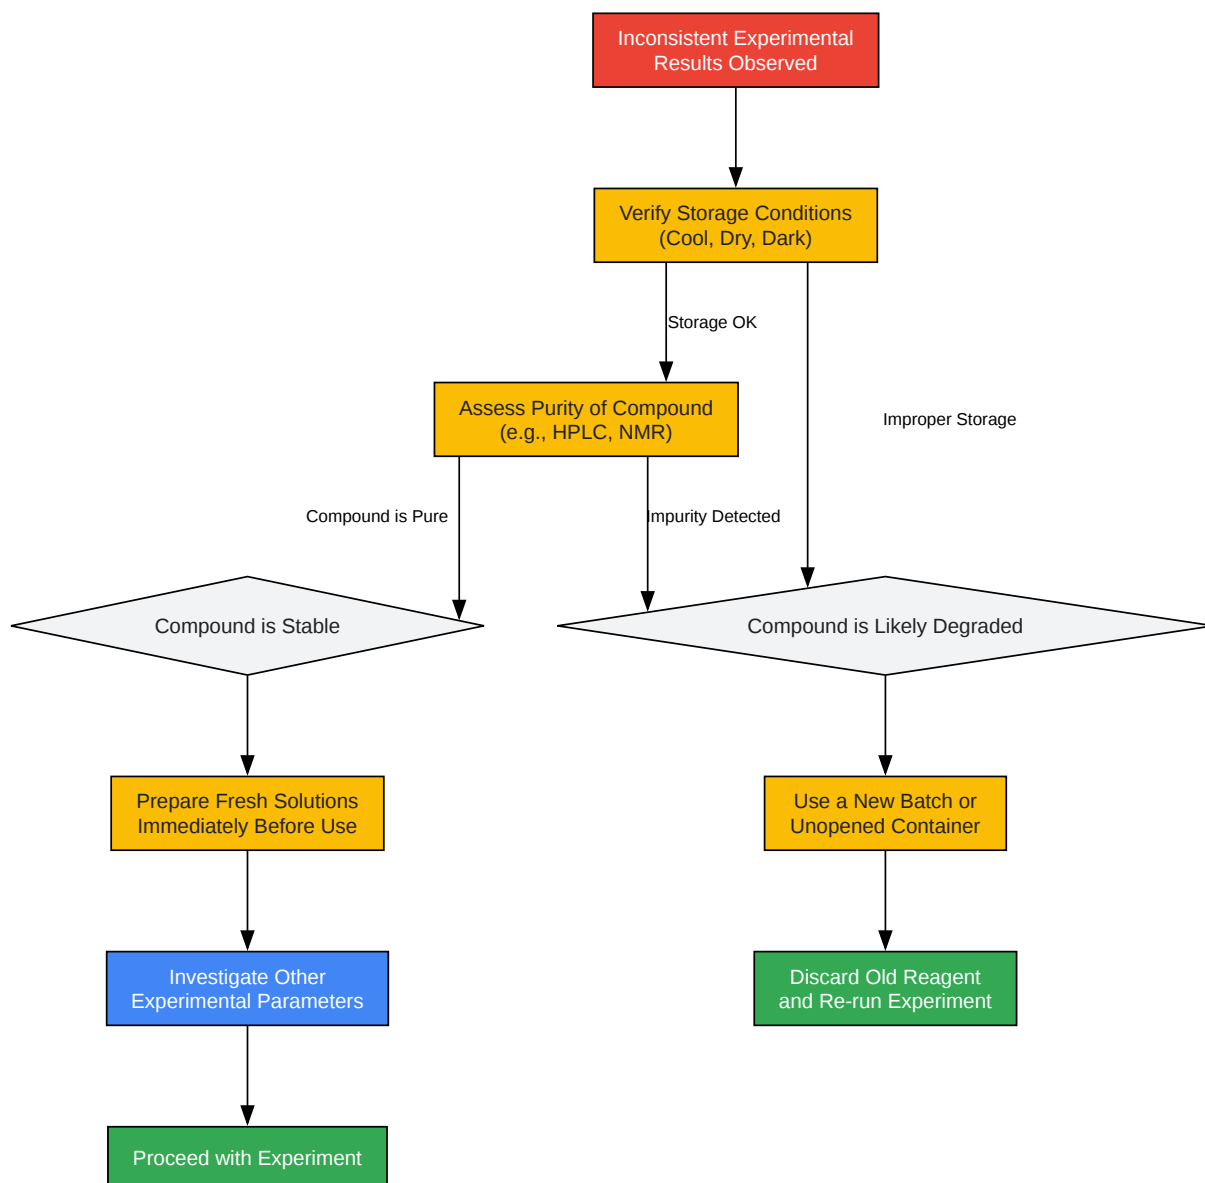 Inconsistent Experimental
Results Observed
Verify Storage Conditions
(Cool, Dry, Dark)
Storage OK
Improper Storage
Assess Purity of Compound
(e.g., HPLC, NMR)
Compound is Pure
Impurity Detected
Compound is Stable
Compound is Likely Degraded
Prepare Fresh Solutions
Immediately Before Use
Use a New Batch or
Unopened Container
Investigate Other
Experimental Parameters
Discard Old Reagent
and Re-run Experiment
Proceed with Experiment